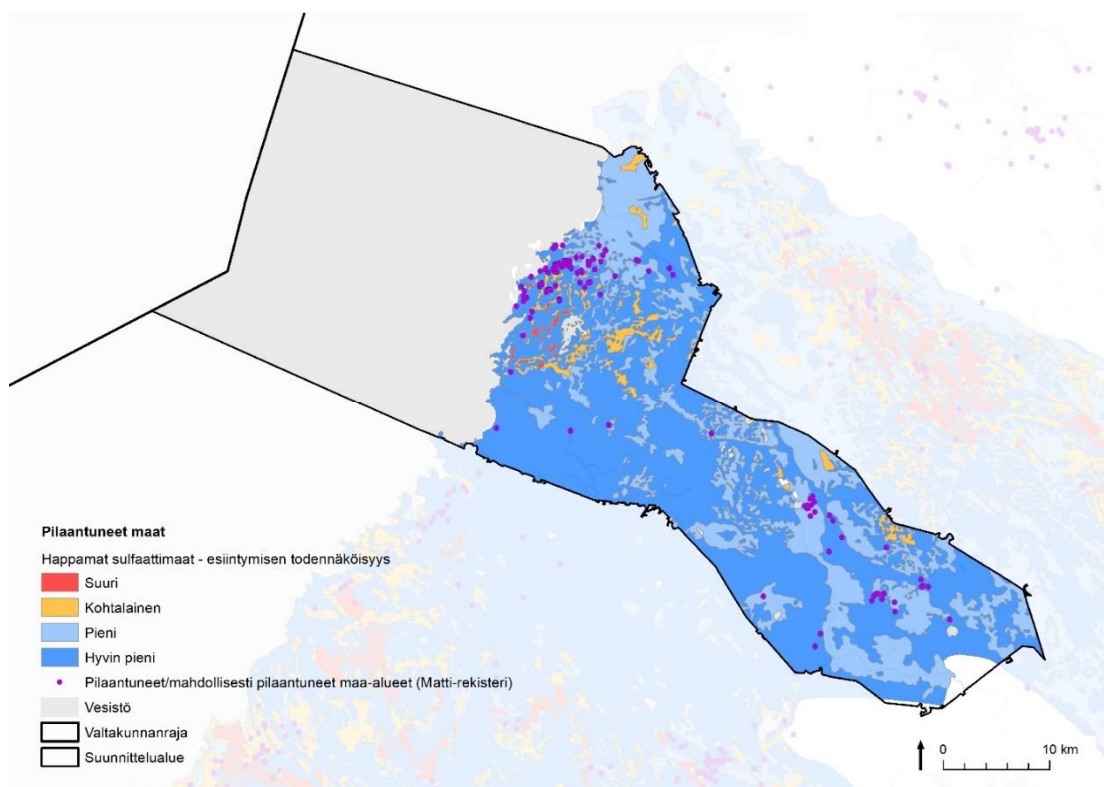 Pilaantuneet maat
Happamat sulfaattimaat - esiintymisen todennäköisyys
Suuri
Kohtalainen
Pieni
Hyvin pieni
Pilaantuneet/mahdollisesti pilaantuneet maa-alueet (Matti-rekisteri)
Vesistö
Valtakunnanraja
Suunnittelualue
0 10 km